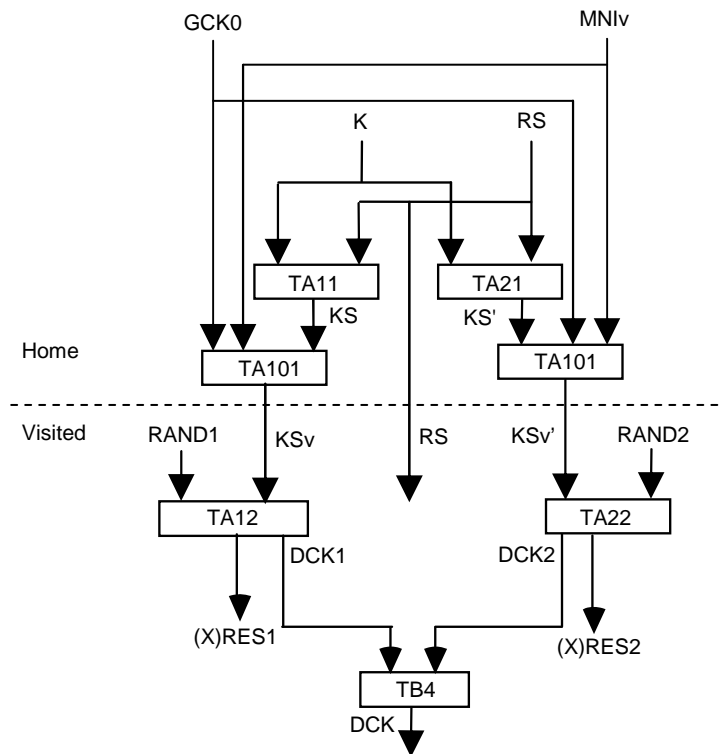 GCK0
MNIv
K
RS
TA11
TA21
KS
KS'
Home
TA101
TA101
Visited
RAND1
KSv
RS
KSv’
RAND2
TA12
TA22
DCK1
DCK2
(X)RES1
(X)RES2
TB4
DCK